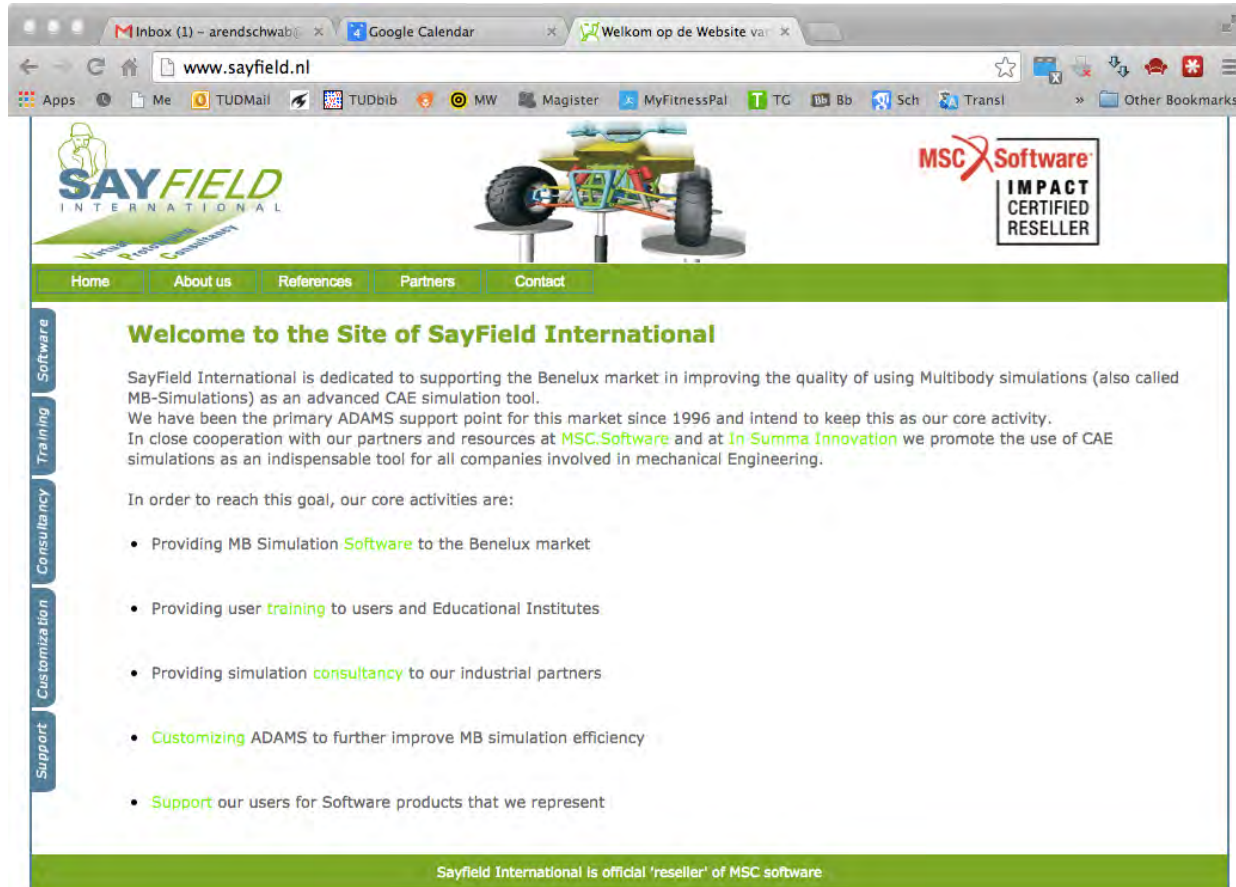 Inbox (1) – arendschwab@
Google Calendar
Welkom op de Website van
www.sayfield.nl
Apps Me TUDMail TUDbib MW Magister MyFitnessPal TG Bb Sch Transl » Other Bookmarks
SAYFIELD
INTERNATIONAL
Virtual Prototyping Consultancy
MSC Software
IMPACT
CERTIFIED
RESELLER
Home About us References Partners Contact
Software
Training
Consultancy
Customization
Support
Welcome to the Site of SayField International
SayField International is dedicated to supporting the Benelux market in improving the quality of using Multibody simulations (also called
MB-Simulations) as an advanced CAE simulation tool.
We have been the primary ADAMS support point for this market since 1996 and intend to keep this as our core activity.
In close cooperation with our partners and resources at MSC.Software and at In Summa Innovation we promote the use of CAE
simulations as an indispensable tool for all companies involved in mechanical Engineering.
In order to reach this goal, our core activities are:
• Providing MB Simulation Software to the Benelux market
• Providing user training to users and Educational Institutes
• Providing simulation consultancy to our industrial partners
• Customizing ADAMS to further improve MB simulation efficiency
• Support our users for Software products that we represent
Sayfield International is official 'reseller' of MSC software